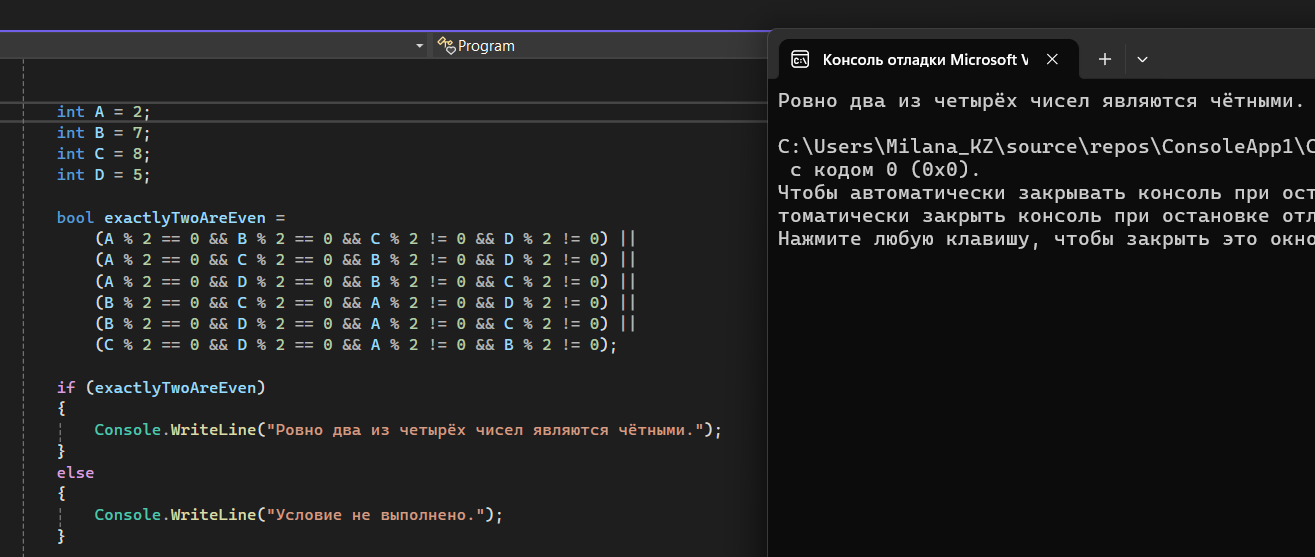 Program
int A = 2;
int B = 7;
int C = 8;
int D = 5;
bool exactlyTwoAreEven =
(A % 2 == 0 && B % 2 == 0 && C % 2 != 0 && D % 2 != 0) ||
(A % 2 == 0 && C % 2 == 0 && B % 2 != 0 && D % 2 != 0) ||
(A % 2 == 0 && D % 2 == 0 && B % 2 != 0 && C % 2 != 0) ||
(B % 2 == 0 && C % 2 == 0 && A % 2 != 0 && D % 2 != 0) ||
(B % 2 == 0 && D % 2 == 0 && A % 2 != 0 && C % 2 != 0) ||
(C % 2 == 0 && D % 2 == 0 && A % 2 != 0 && B % 2 != 0);
if (exactlyTwoAreEven)
{
Console.WriteLine("Ровно два из четырёх чисел являются чётными.");
}
else
{
Console.WriteLine("Условие не выполнено.");
}
Консоль отладки Microsoft V
Ровно два из четырёх чисел являются чётными.
C:\Users\Milana_KZ\source\repos\ConsoleApp1\C
с кодом 0 (0x0).
Чтобы автоматически закрывать консоль при ост
томатически закрыть консоль при остановке отл
Нажмите любую клавишу, чтобы закрыть это окно